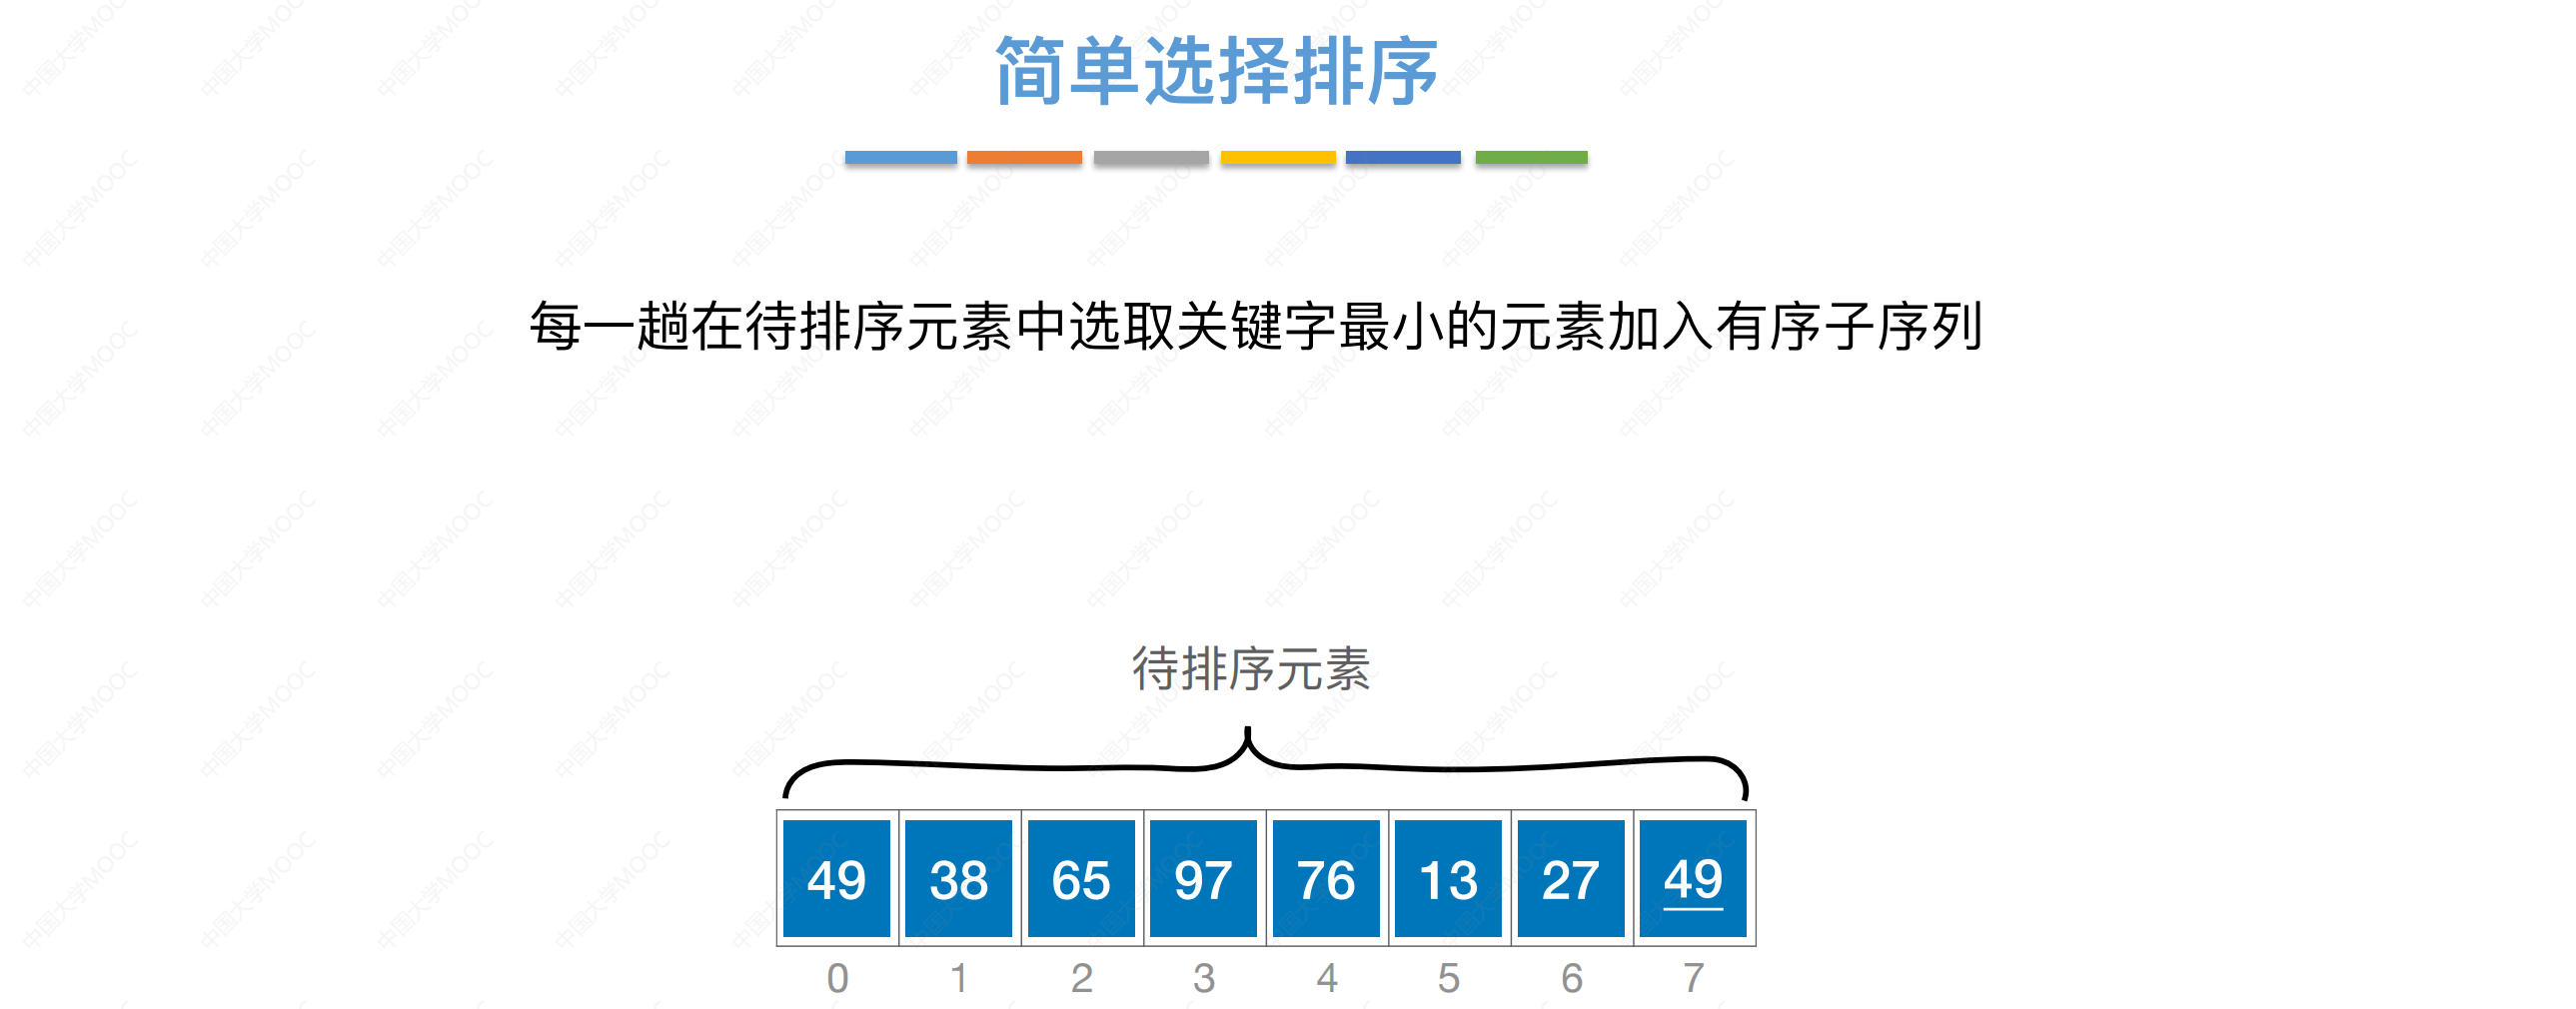 简单选择排序
每一趟在待排序元素中选取关键字最小的元素加入有序子序列
待排序元素
49 38 65 97 76 13 27 49
0 1 2 3 4 5 6 7
中国大学MOOC